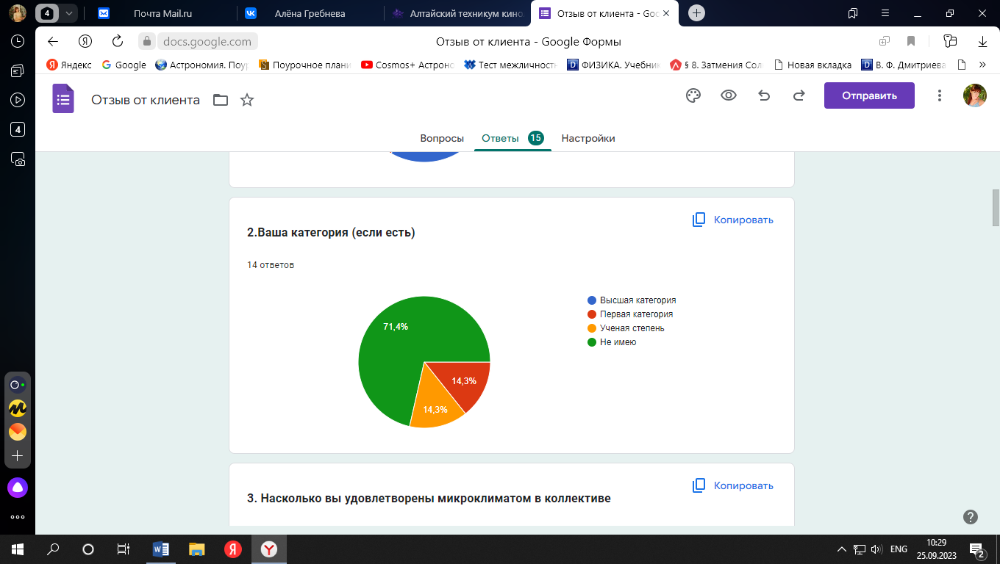 4
Почта Mail.ru
Алёна Гребнева
Алтайский техникум кино
Отзыв от клиента - Goo
docs.google.com
Отзыв от клиента - Google Формы
Яндекс
Google
Астрономия. Поур
Поурочное плани
Cosmos+ Астроно
Тест межличностн
ФИЗИКА. Учебник
§ 8. Затмения Сол
Новая вкладка
В. Ф. Дмитриева
»
4
Отзыв от клиента
Отправить
Вопросы
Ответы 15
Настройки
Копировать
2.Ваша категория (если есть)
14 ответов
71,4%
14,3%
14,3%
Высшая категория
Первая категория
Ученая степень
Не имею
Копировать
3. Насколько вы удовлетворены микроклиматом в коллективе
ENG
10:29
25.09.2023
2